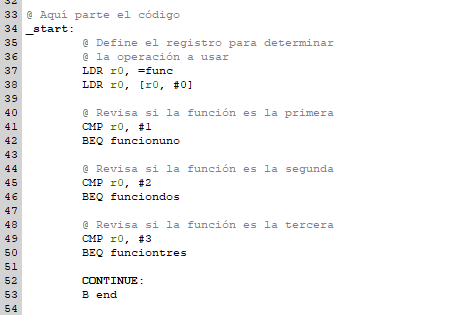 32
33 @ Aquí parte el código
34 _start:
35 @ Define el registro para determinar
36 @ la operación a usar
37 LDR r0, =func
38 LDR r0, [r0, #0]
39
40 @ Revisa si la función es la primera
41 CMP r0, #1
42 BEQ funcionuno
43
44 @ Revisa si la función es la segunda
45 CMP r0, #2
46 BEQ funciondos
47
48 @ Revisa si la función es la tercera
49 CMP r0, #3
50 BEQ funciontres
51
52 CONTINUE:
53 B end
54